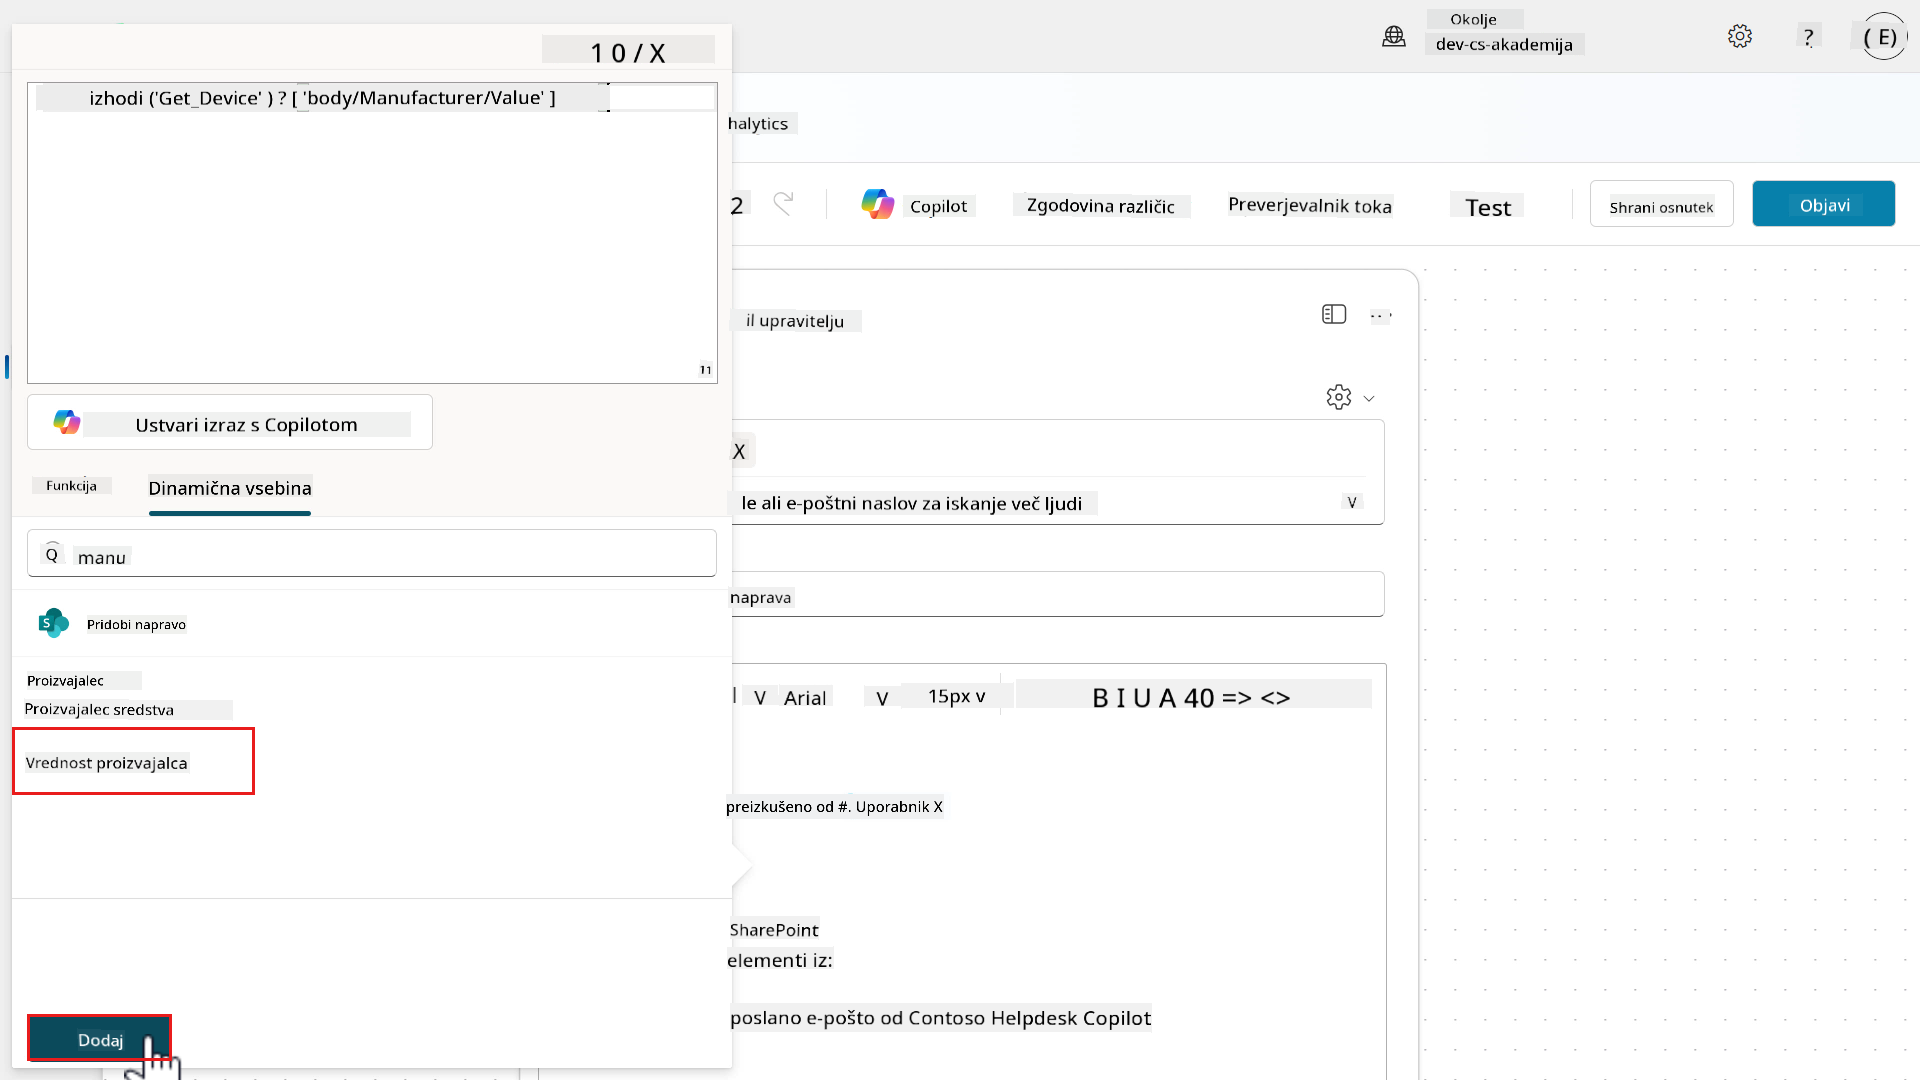 Okolje
dev-cs-akademija
?
( E)
1 0 / X
izhodi ('Get_Device' ) ? [ 'body/Manufacturer/Value' ]
halytics
2
Copilot
Zgodovina različic
Preverjevalnik toka
Test
Shrani osnutek
Objavi
il upravitelju
Ustvari izraz s Copilotom
X
Funkcija
Dinamična vsebina
le ali e-poštni naslov za iskanje več ljudi
V
Q
manu
naprava
S
Pridobi napravo
Proizvajalec
Proizvajalec sredstva
V Arial V 15px v B I U A 40 => <>
Vrednost proizvajalca
preizkušeno od #. Uporabnik X
SharePoint
elementi iz:
poslano e-pošto od Contoso Helpdesk Copilot
Dodaj